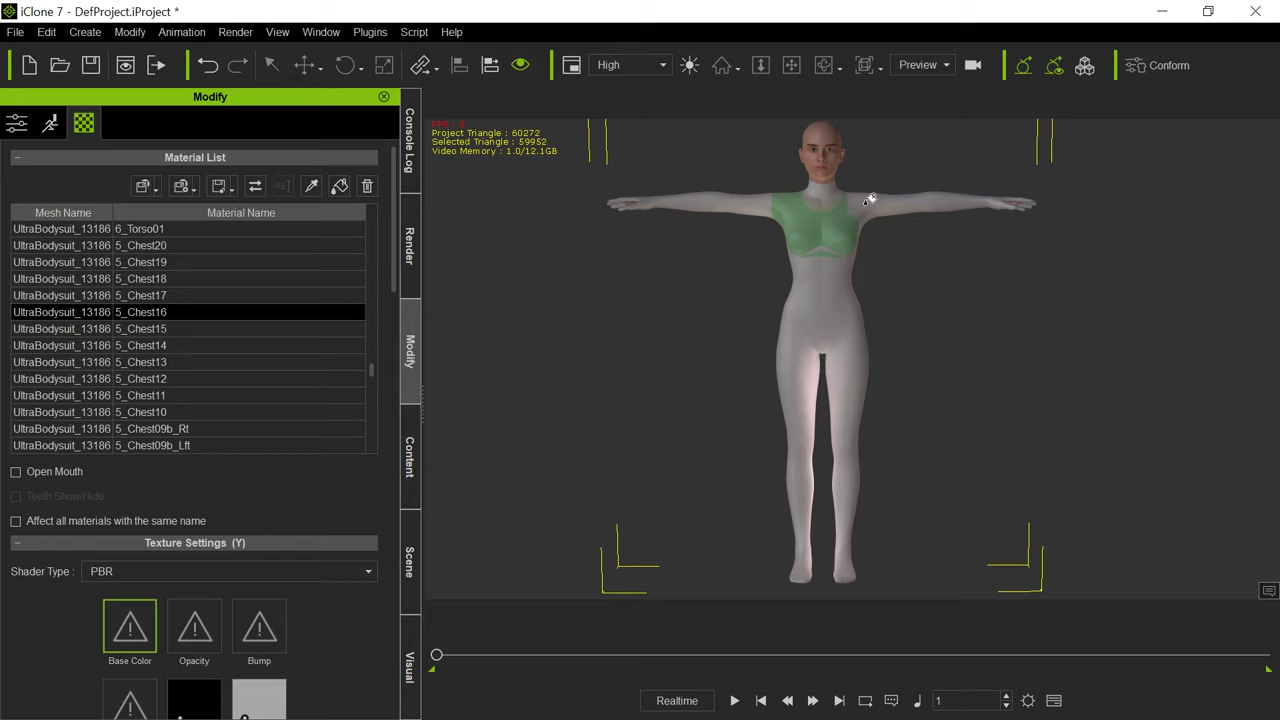 iClone 7 - DefProject.iProject *
File Edit Create Modify Animation Render View Window Plugins Script Help
High Preview Conform
Modify
Material List
Mesh Name Material Name
UltraBodysuit_13186 6_Torso01
UltraBodysuit_13186 5_Chest20
UltraBodysuit_13186 5_Chest19
UltraBodysuit_13186 5_Chest18
UltraBodysuit_13186 5_Chest17
UltraBodysuit_13186 5_Chest16
UltraBodysuit_13186 5_Chest15
UltraBodysuit_13186 5_Chest14
UltraBodysuit_13186 5_Chest13
UltraBodysuit_13186 5_Chest12
UltraBodysuit_13186 5_Chest11
UltraBodysuit_13186 5_Chest10
UltraBodysuit_13186 5_Chest09b_Rt
UltraBodysuit_13186 5_Chest09b_Lft
Open Mouth
Teeth Show/Hide
Affect all materials with the same name
Texture Settings (Y)
Shader Type : PBR
Base Color Opacity Bump
Console Log
Render
Modify
Content
Scene
Visual
FPS : 0
Project Triangle : 60272
Selected Triangle : 59952
Video Memory : 1.0/12.1GB
Realtime 1